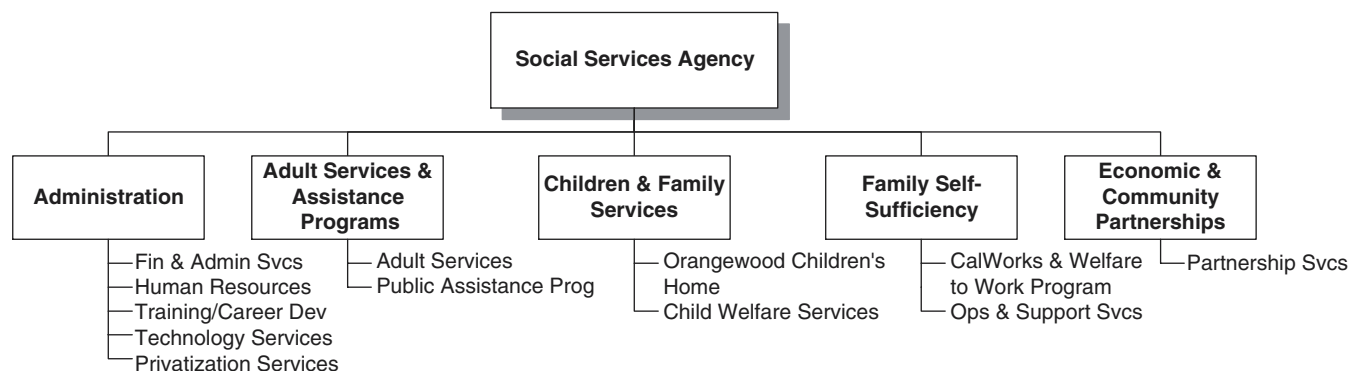 Social Services Agency
Administration
Adult Services &
Assistance
Programs
Children & Family
Services
Family Self-
Sufficiency
Economic &
Community
Partnerships
Fin & Admin Svcs
Human Resources
Training/Career Dev
Technology Services
Privatization Services
Adult Services
Public Assistance Prog
Orangewood Children's
Home
Child Welfare Services
CalWorks & Welfare
to Work Program
Ops & Support Svcs
Partnership Svcs